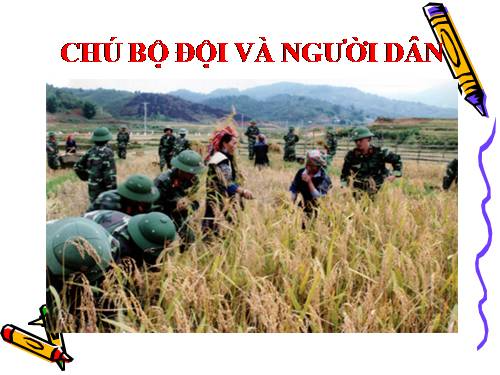 CHÚ BỘ ĐỘI VÀ NGƯỜI DÂN